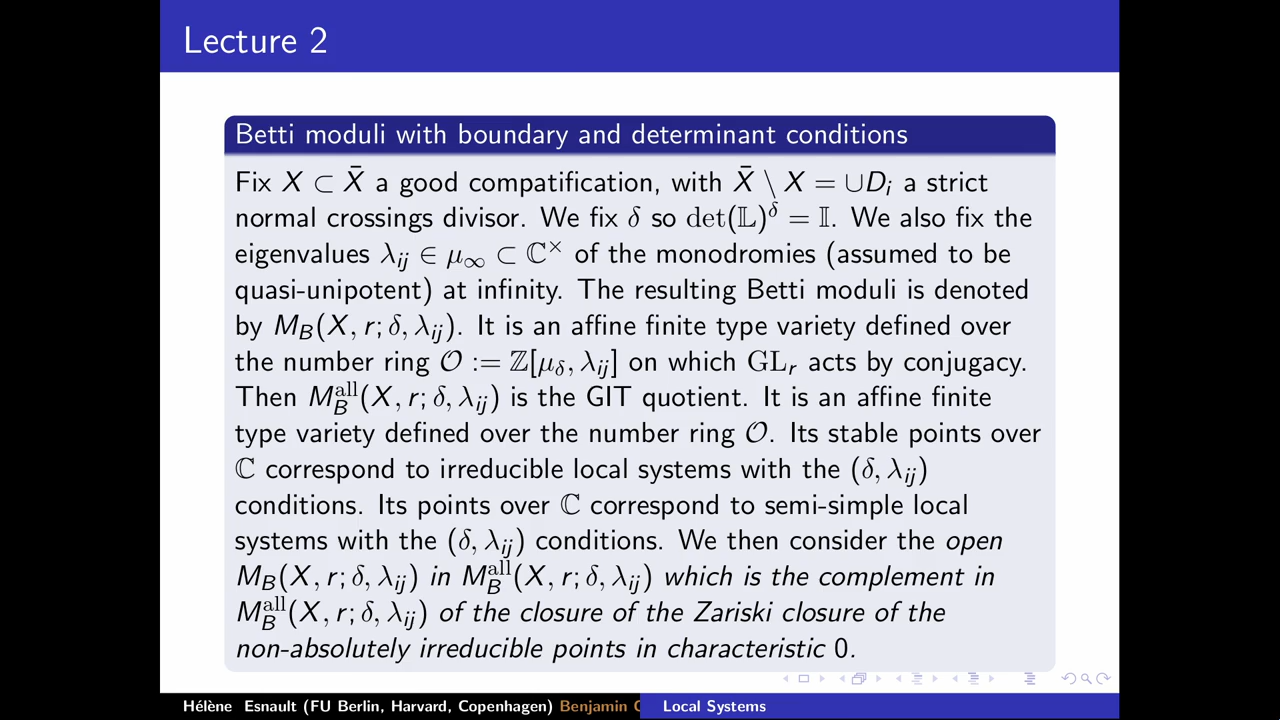 Lecture 2
Betti moduli with boundary and determinant conditions
Fix X ⊂ X̄ a good compatification, with X̄ \ X = ∪D_i a strict
normal crossings divisor. We fix δ so det(𝕃)^δ = 𝕀. We also fix the
eigenvalues λ_ij ∈ μ_∞ ⊂ ℂ^× of the monodromies (assumed to be
quasi-unipotent) at infinity. The resulting Betti moduli is denoted
by M_B(X, r; δ, λ_ij). It is an affine finite type variety defined over
the number ring 𝒪 := ℤ[μ_δ, λ_ij] on which GL_r acts by conjugacy.
Then M_B^all(X, r; δ, λ_ij) is the GIT quotient. It is an affine finite
type variety defined over the number ring 𝒪. Its stable points over
ℂ correspond to irreducible local systems with the (δ, λ_ij)
conditions. Its points over ℂ correspond to semi-simple local
systems with the (δ, λ_ij) conditions. We then consider the open
M_B(X, r; δ, λ_ij) in M_B^all(X, r; δ, λ_ij) which is the complement in
M_B^all(X, r; δ, λ_ij) of the closure of the Zariski closure of the
non-absolutely irreducible points in characteristic 0.
Hélène Esnault (FU Berlin, Harvard, Copenhagen) Benjamin Local Systems